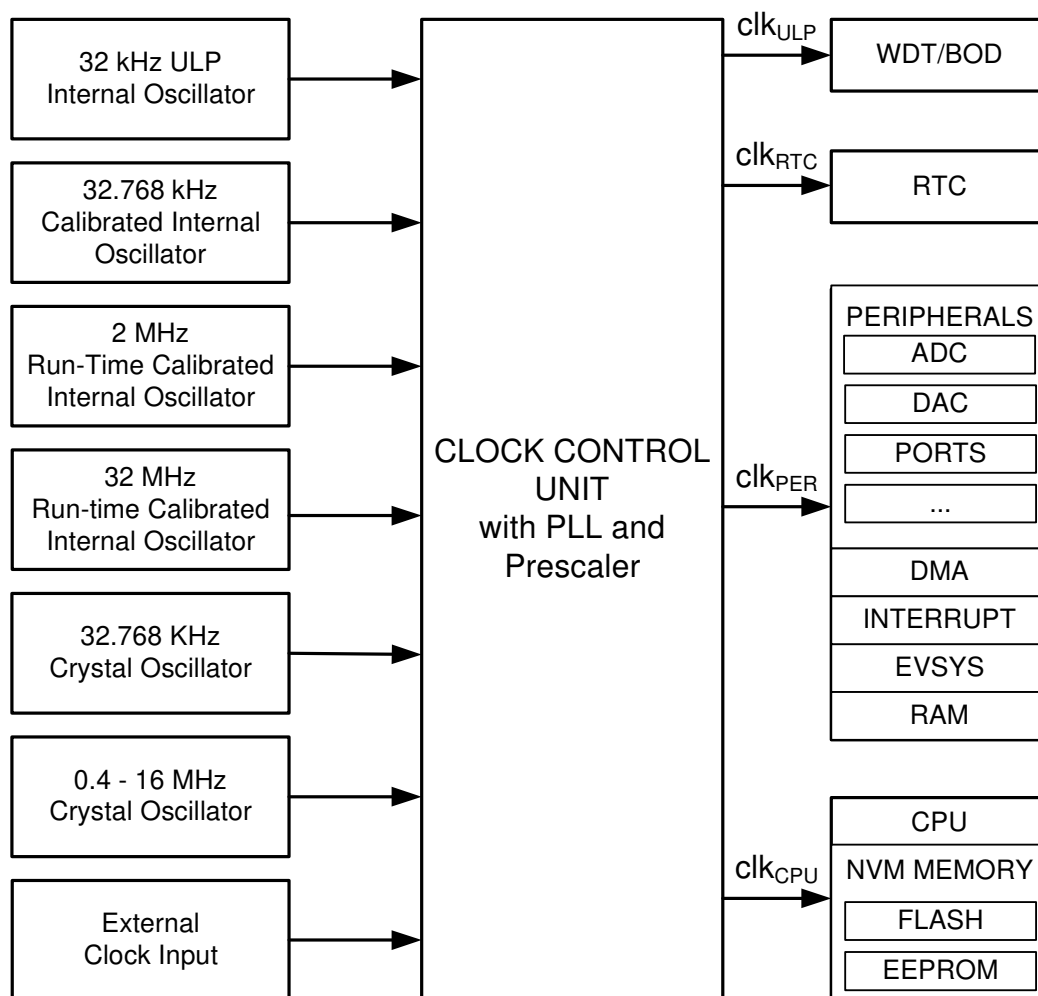 32 kHz ULP
Internal Oscillator
32.768 kHz
Calibrated Internal
Oscillator
2 MHz
Run-Time Calibrated
Internal Oscillator
32 MHz
Run-time Calibrated
Internal Oscillator
32.768 KHz
Crystal Oscillator
0.4 - 16 MHz
Crystal Oscillator
External
Clock Input
CLOCK CONTROL
UNIT
with PLL and
Prescaler
clkULP
clkRTC
clkPER
clkCPU
WDT/BOD
RTC
PERIPHERALS
ADC
DAC
PORTS
...
DMA
INTERRUPT
EVSYS
RAM
CPU
NVM MEMORY
FLASH
EEPROM